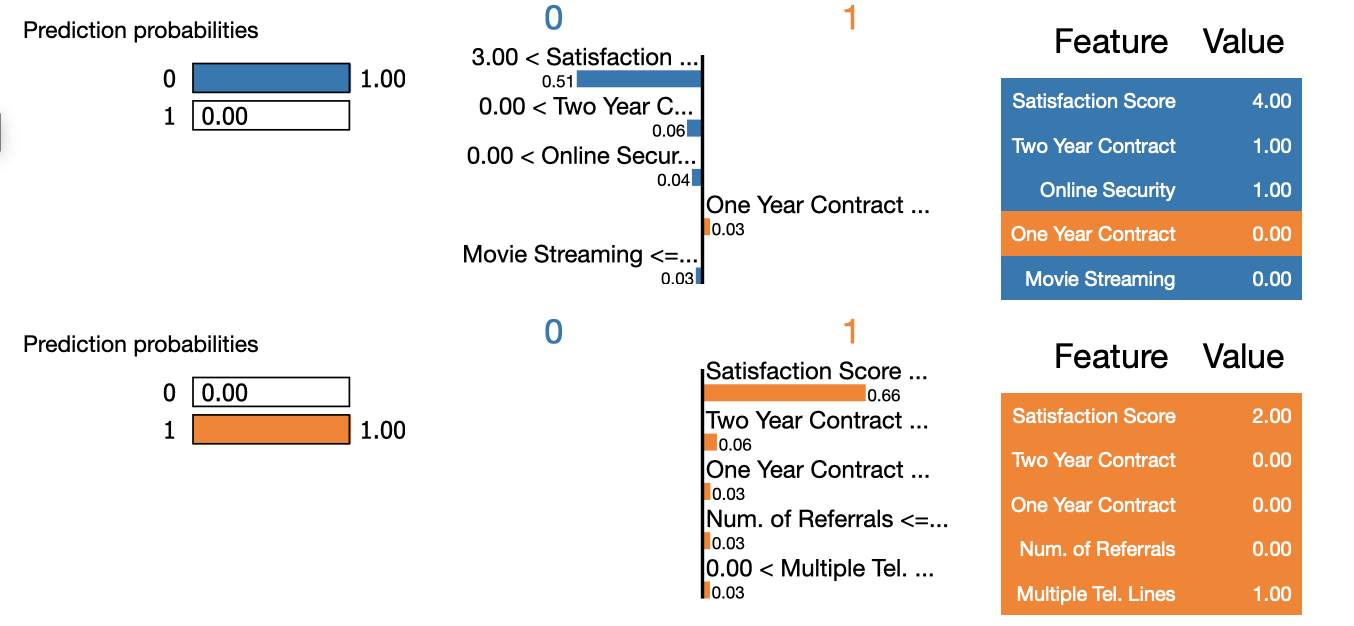 Prediction probabilities
0 1.00
1 0.00
0 1
3.00 < Satisfaction ...
0.51
0.00 < Two Year C...
0.06
0.00 < Online Secur...
0.04
One Year Contract ...
0.03
Movie Streaming <=...
0.03
Feature Value
Satisfaction Score 4.00
Two Year Contract 1.00
Online Security 1.00
One Year Contract 0.00
Movie Streaming 0.00
Prediction probabilities
0 0.00
1 1.00
0 1
Satisfaction Score ...
0.66
Two Year Contract ...
0.06
One Year Contract ...
0.03
Num. of Referrals <=...
0.03
0.00 < Multiple Tel. ...
0.03
Feature Value
Satisfaction Score 2.00
Two Year Contract 0.00
One Year Contract 0.00
Num. of Referrals 0.00
Multiple Tel. Lines 1.00